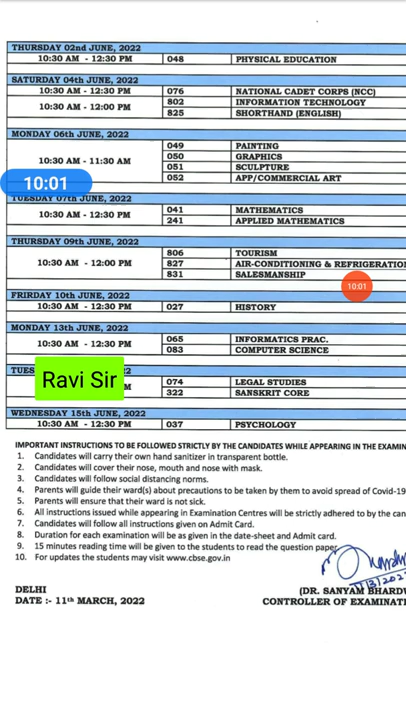 THURSDAY 02nd JUNE, 2022
10:30 AM - 12:30 PM 048 PHYSICAL EDUCATION
SATURDAY 04th JUNE, 2022
10:30 AM - 12:30 PM 076 NATIONAL CADET CORPS (NCC)
10:30 AM - 12:00 PM 802 INFORMATION TECHNOLOGY
825 SHORTHAND (ENGLISH)
MONDAY 06th JUNE, 2022
10:30 AM - 11:30 AM 049 PAINTING
050 GRAPHICS
051 SCULPTURE
052 APP/COMMERCIAL ART
10:01
TUESDAY 07th JUNE, 2022
10:30 AM - 12:30 PM 041 MATHEMATICS
241 APPLIED MATHEMATICS
THURSDAY 09th JUNE, 2022
10:30 AM - 12:00 PM 806 TOURISM
827 AIR-CONDITIONING & REFRIGERATIO
831 SALESMANSHIP
10:01
FRIRDAY 10th JUNE, 2022
10:30 AM - 12:30 PM 027 HISTORY
MONDAY 13th JUNE, 2022
10:30 AM - 12:30 PM 065 INFORMATICS PRAC.
083 COMPUTER SCIENCE
TUES 2
Ravi Sir
M 074 LEGAL STUDIES
322 SANSKRIT CORE
WEDNESDAY 15th JUNE, 2022
10:30 AM - 12:30 PM 037 PSYCHOLOGY
IMPORTANT INSTRUCTIONS TO BE FOLLOWED STRICTLY BY THE CANDIDATES WHILE APPEARING IN THE EXAMIN
1. Candidates will carry their own hand sanitizer in transparent bottle.
2. Candidates will cover their nose, mouth and nose with mask.
3. Candidates will follow social distancing norms.
4. Parents will guide their ward(s) about precautions to be taken by them to avoid spread of Covid-19
5. Parents will ensure that their ward is not sick.
6. All instructions issued while appearing in Examination Centres will be strictly adhered to by the can
7. Candidates will follow all instructions given on Admit Card.
8. Duration for each examination will be as given in the date-sheet and Admit card.
9. 15 minutes reading time will be given to the students to read the question paper
10. For updates the students may visit www.cbse.gov.in
DELHI (DR. SANYAM BHARDW
DATE :- 11th MARCH, 2022 CONTROLLER OF EXAMINATI